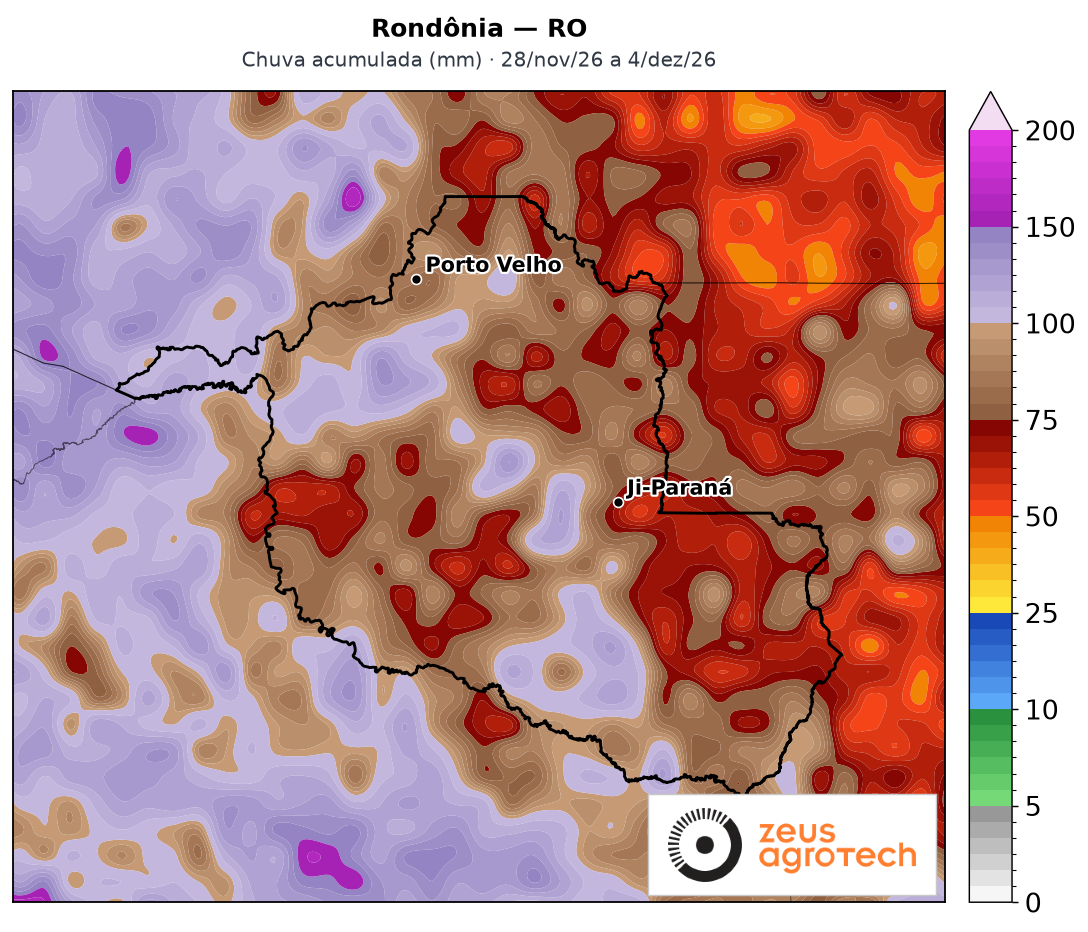 Rondônia — RO
Chuva acumulada (mm) · 28/nov/26 a 4/dez/26
Porto Velho
Ji-Paraná
200
150
100
75
50
25
10
5
0
zeus
agrotech